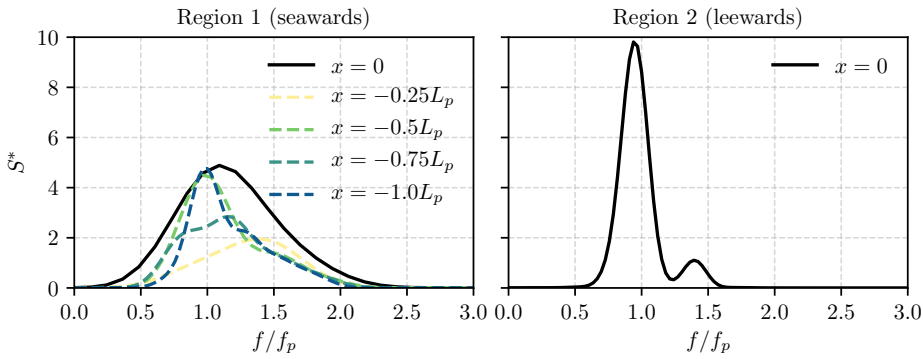 Region 1 (seawards)
Region 2 (leewards)
10
8
6
4
2
0
S*
x = 0
x = −0.25L_p
x = −0.5L_p
x = −0.75L_p
x = −1.0L_p
x = 0
0.0 0.5 1.0 1.5 2.0 2.5 3.0
0.0 0.5 1.0 1.5 2.0 2.5 3.0
f/f_p
f/f_p